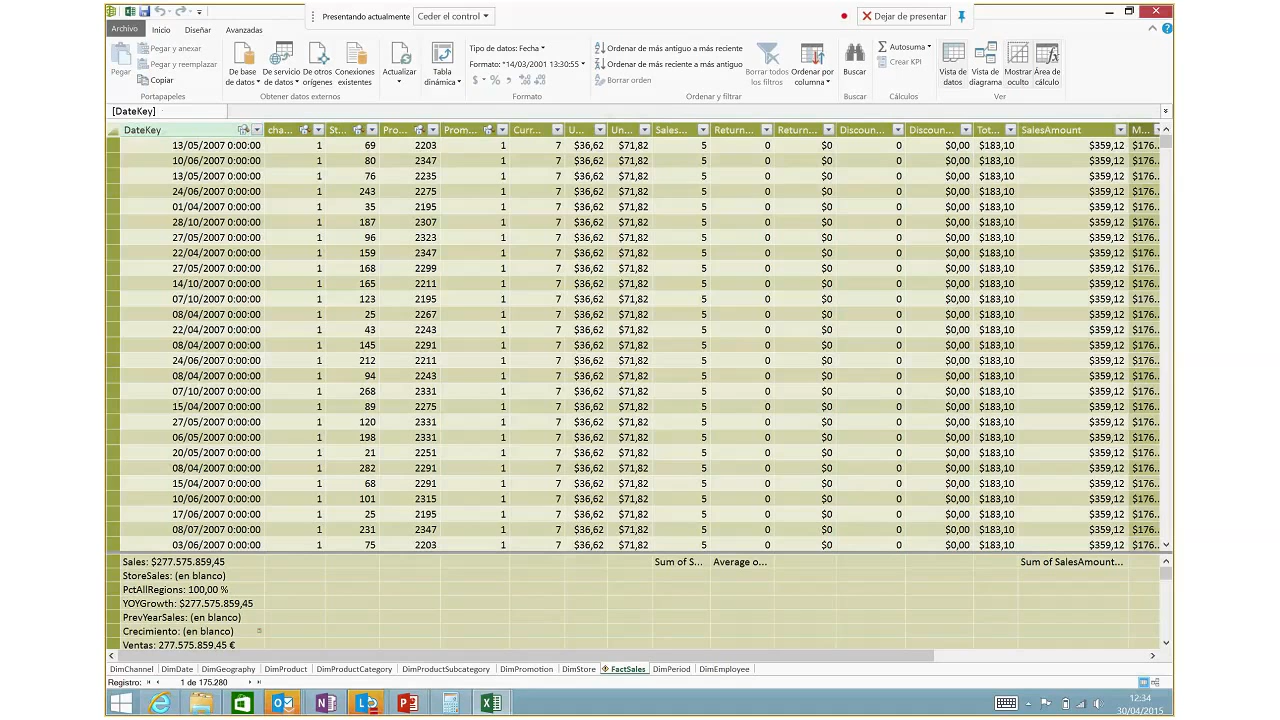 Presentando actualmente Ceder el control Dejar de presentar
Archivo Inicio Diseñar Avanzadas
Pegar Pegar y anexar Pegar y reemplazar Copiar Portapapeles
De base de datos De servicio de datos De otros orígenes Conexiones existentes Obtener datos externos
Actualizar Tabla dinámica
Tipo de datos: Fecha Formato: *14/03/2001 13:30:55 $ % Formato
Ordenar de más antiguo a más reciente Ordenar de más antiguo a más reciente Borrar orden Borrar todos los filtros Ordenar por columna Ordenar y filtrar
Buscar Buscar
Autosuma Crear KPI Cálculos
Vista de datos Vista de diagrama Mostrar oculto Área de cálculo Ver
[DateKey]
DateKey cha... St... Pro... Prom... Curr... U... Un... Sales... Return... Return... Discoun... Discoun... Tot... SalesAmount M...
13/05/2007 0:00:00 1 69 2203 1 7 $36,62 $71,82 5 0 $0 0 $0,00 $183,10 $359,12 $176..
10/06/2007 0:00:00 1 80 2347 1 7 $36,62 $71,82 5 0 $0 0 $0,00 $183,10 $359,12 $176..
13/05/2007 0:00:00 1 76 2235 1 7 $36,62 $71,82 5 0 $0 0 $0,00 $183,10 $359,12 $176..
24/06/2007 0:00:00 1 243 2275 1 7 $36,62 $71,82 5 0 $0 0 $0,00 $183,10 $359,12 $176..
01/04/2007 0:00:00 1 35 2195 1 7 $36,62 $71,82 5 0 $0 0 $0,00 $183,10 $359,12 $176..
28/10/2007 0:00:00 1 187 2307 1 7 $36,62 $71,82 5 0 $0 0 $0,00 $183,10 $359,12 $176..
27/05/2007 0:00:00 1 96 2323 1 7 $36,62 $71,82 5 0 $0 0 $0,00 $183,10 $359,12 $176..
22/04/2007 0:00:00 1 159 2347 1 7 $36,62 $71,82 5 0 $0 0 $0,00 $183,10 $359,12 $176..
27/05/2007 0:00:00 1 168 2299 1 7 $36,62 $71,82 5 0 $0 0 $0,00 $183,10 $359,12 $176..
14/10/2007 0:00:00 1 165 2211 1 7 $36,62 $71,82 5 0 $0 0 $0,00 $183,10 $359,12 $176..
07/10/2007 0:00:00 1 123 2195 1 7 $36,62 $71,82 5 0 $0 0 $0,00 $183,10 $359,12 $176..
08/04/2007 0:00:00 1 25 2267 1 7 $36,62 $71,82 5 0 $0 0 $0,00 $183,10 $359,12 $176..
22/04/2007 0:00:00 1 43 2243 1 7 $36,62 $71,82 5 0 $0 0 $0,00 $183,10 $359,12 $176..
08/04/2007 0:00:00 1 145 2291 1 7 $36,62 $71,82 5 0 $0 0 $0,00 $183,10 $359,12 $176..
24/06/2007 0:00:00 1 212 2211 1 7 $36,62 $71,82 5 0 $0 0 $0,00 $183,10 $359,12 $176..
08/04/2007 0:00:00 1 94 2243 1 7 $36,62 $71,82 5 0 $0 0 $0,00 $183,10 $359,12 $176..
07/10/2007 0:00:00 1 268 2331 1 7 $36,62 $71,82 5 0 $0 0 $0,00 $183,10 $359,12 $176..
15/04/2007 0:00:00 1 89 2275 1 7 $36,62 $71,82 5 0 $0 0 $0,00 $183,10 $359,12 $176..
27/05/2007 0:00:00 1 120 2331 1 7 $36,62 $71,82 5 0 $0 0 $0,00 $183,10 $359,12 $176..
06/05/2007 0:00:00 1 198 2331 1 7 $36,62 $71,82 5 0 $0 0 $0,00 $183,10 $359,12 $176..
20/05/2007 0:00:00 1 21 2251 1 7 $36,62 $71,82 5 0 $0 0 $0,00 $183,10 $359,12 $176..
08/04/2007 0:00:00 1 282 2291 1 7 $36,62 $71,82 5 0 $0 0 $0,00 $183,10 $359,12 $176..
15/04/2007 0:00:00 1 68 2291 1 7 $36,62 $71,82 5 0 $0 0 $0,00 $183,10 $359,12 $176..
10/06/2007 0:00:00 1 101 2315 1 7 $36,62 $71,82 5 0 $0 0 $0,00 $183,10 $359,12 $176..
17/06/2007 0:00:00 1 25 2195 1 7 $36,62 $71,82 5 0 $0 0 $0,00 $183,10 $359,12 $176..
08/07/2007 0:00:00 1 231 2347 1 7 $36,62 $71,82 5 0 $0 0 $0,00 $183,10 $359,12 $176..
03/06/2007 0:00:00 1 75 2203 1 7 $36,62 $71,82 5 0 $0 0 $0,00 $183,10 $359,12 $176..
Sales: $277.575.859,45 Sum of S... Average o... Sum of SalesAmount...
StoreSales: (en blanco)
PctAllRegions: 100,00 %
YOYGrowth: $277.575.859,45
PrevYearSales: (en blanco)
Crecimiento: (en blanco)
Ventas: 277.575.859,45 €
DimChannel DimDate DimGeography DimProduct DimProductCategory DimProductSubcategory DimPromotion DimStore FactSales DimPeriod DimEmployee
Registro: 1 de 175.280
12:34
30/04/2015